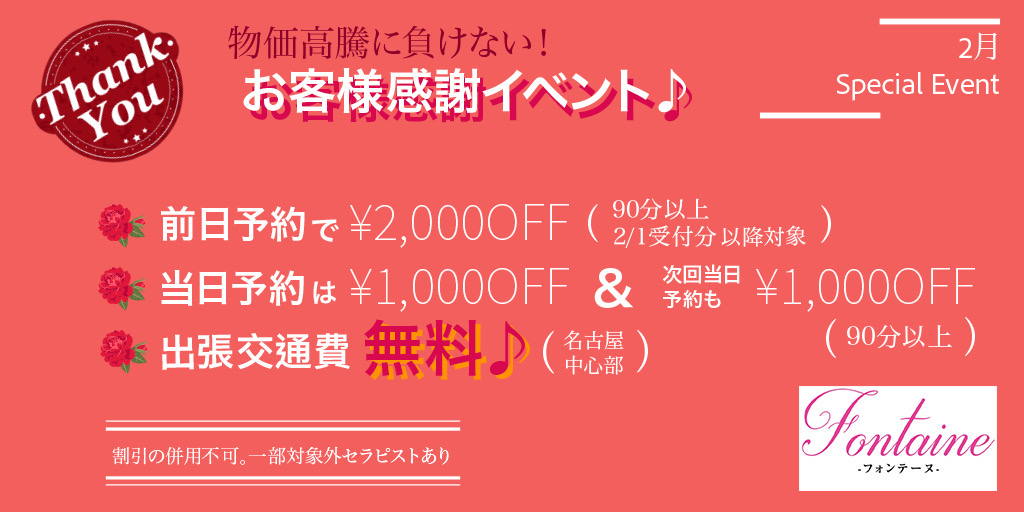 Thank
You
物価高騰に負けない！
お客様感謝イベント♪
2月
Special Event
前日予約で ¥2,000OFF（90分以上
2/1受付分以降対象）
当日予約は ¥1,000OFF & 次回当日
予約も ¥1,000OFF
（90分以上）
出張交通費 無料♪（名古屋
中心部）
割引の併用不可。一部対象外セラピストあり
Fontaine
-フォンテーヌ-